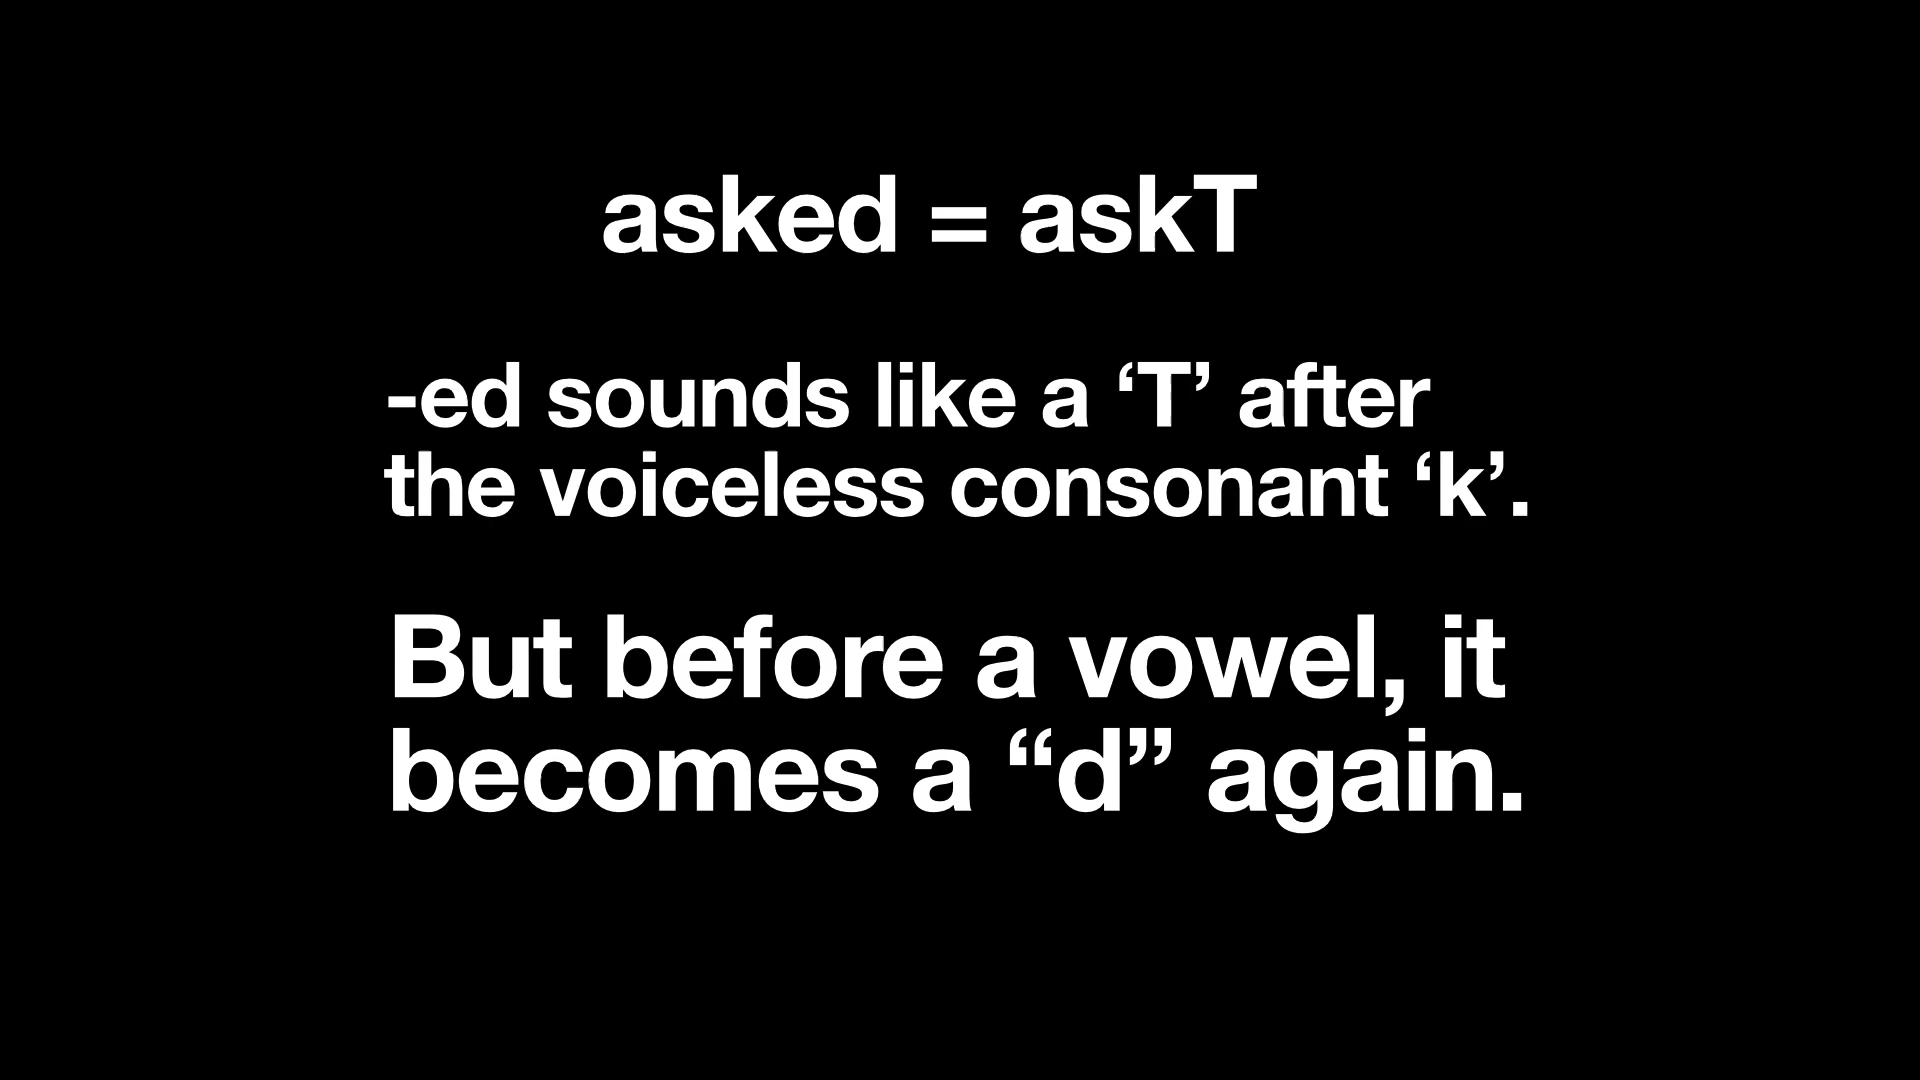 asked = askT
-ed sounds like a ‘T’ after
the voiceless consonant ‘k’.
But before a vowel, it
becomes a “d” again.